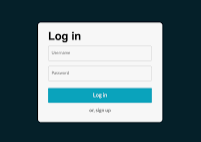 Log in
Username
Password
Log in
or, sign up